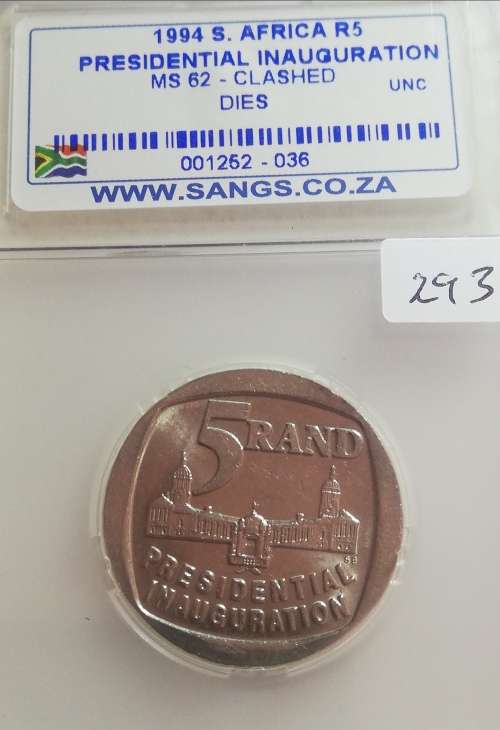 1994 S. AFRICA R5
PRESIDENTIAL INAUGURATION
MS 62 - CLASHED
DIES
UNC
001252 - 036
WWW.SANGS.CO.ZA
293
5 RAND
SB
PRESIDENTIAL
INAUGURATION